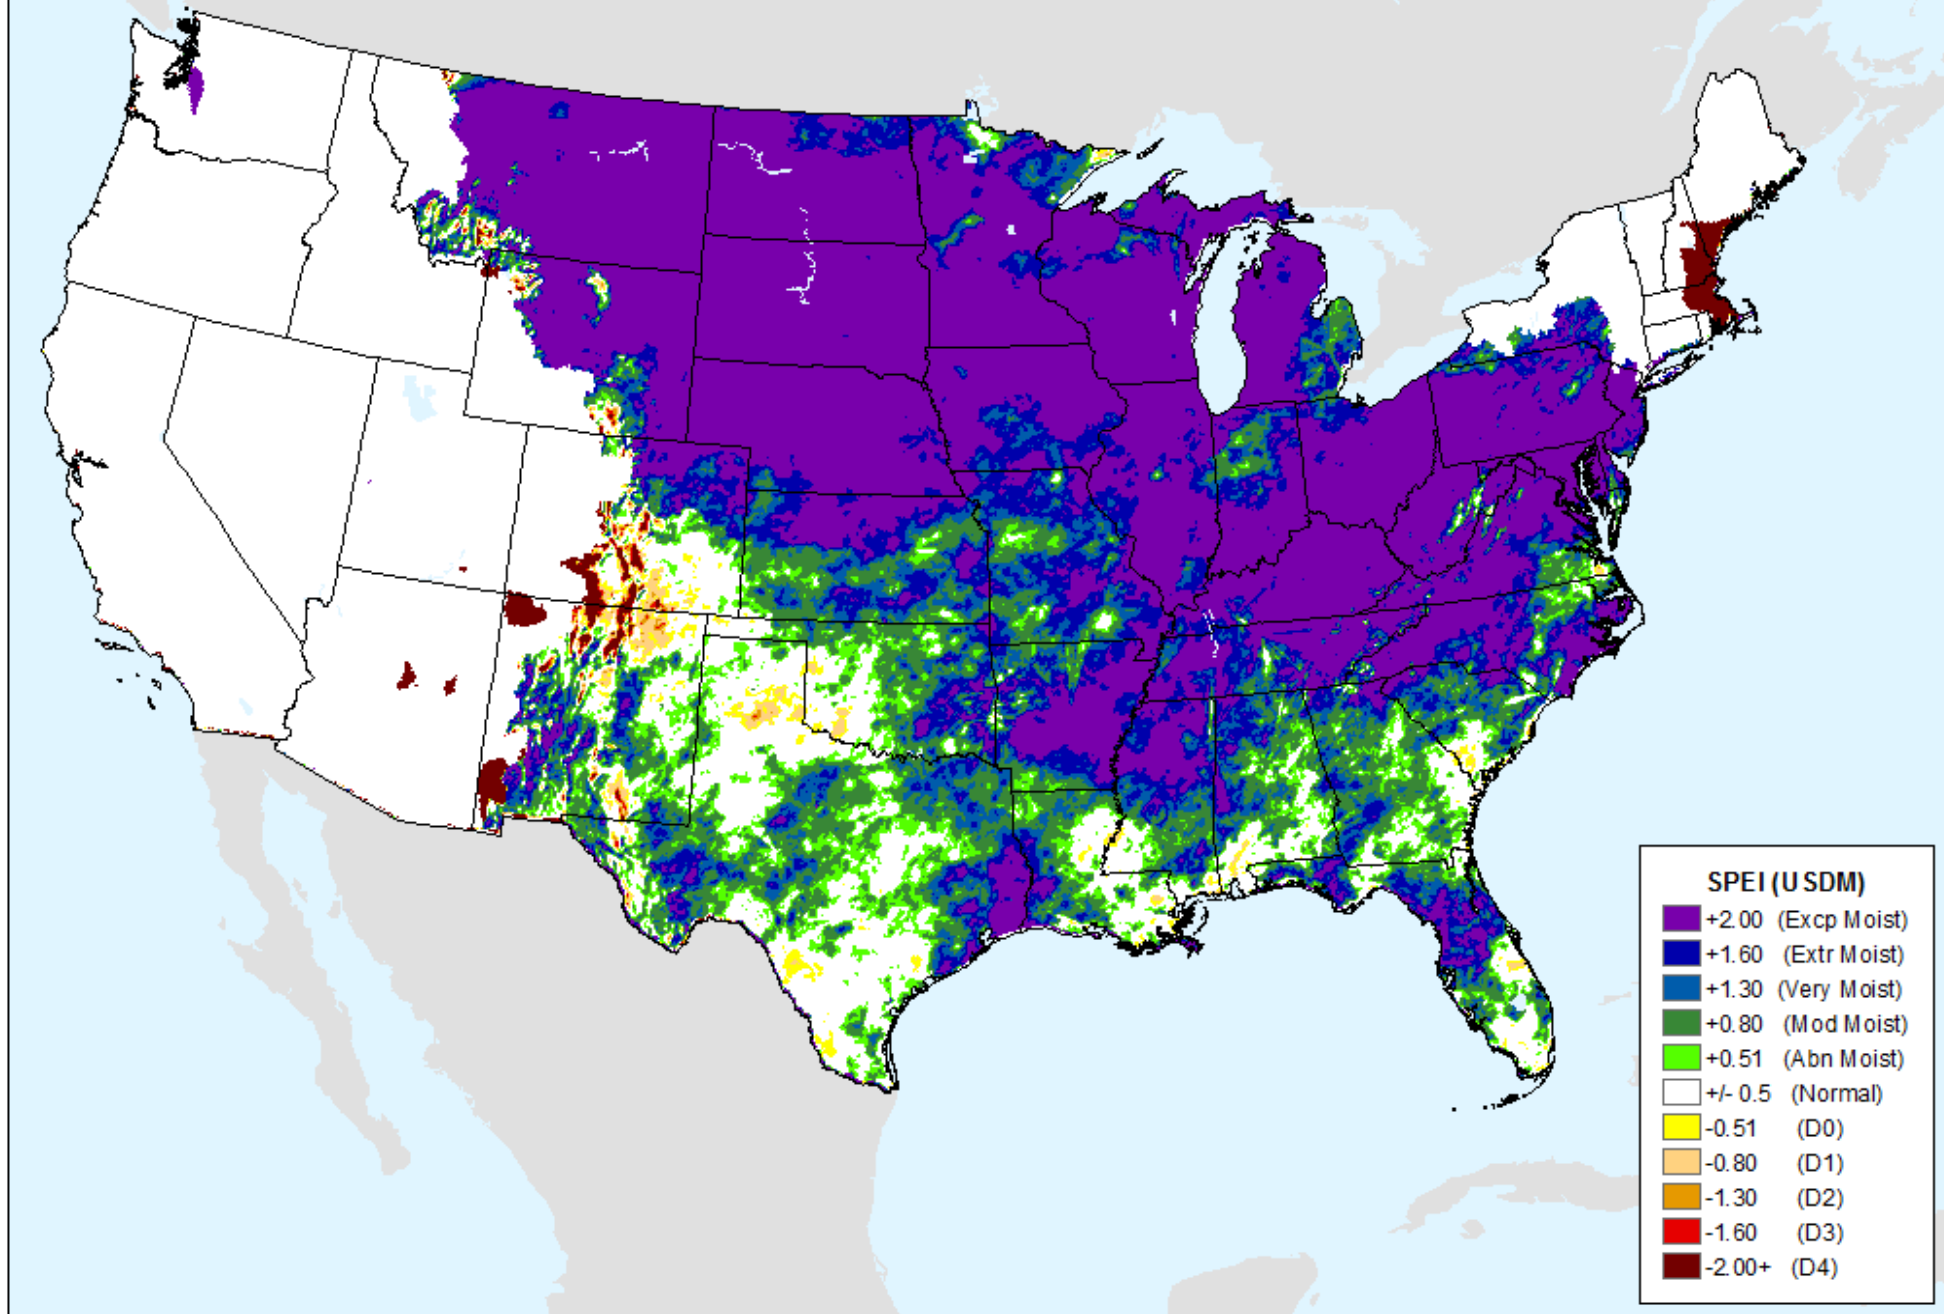 SPEI (USDM)
+2.00 (Excp Moist)
+1.60 (Extr Moist)
+1.30 (Very Moist)
+0.80 (Mod Moist)
+0.51 (Abn Moist)
+/- 0.5 (Normal)
-0.51 (D0)
-0.80 (D1)
-1.30 (D2)
-1.60 (D3)
-2.00+ (D4)